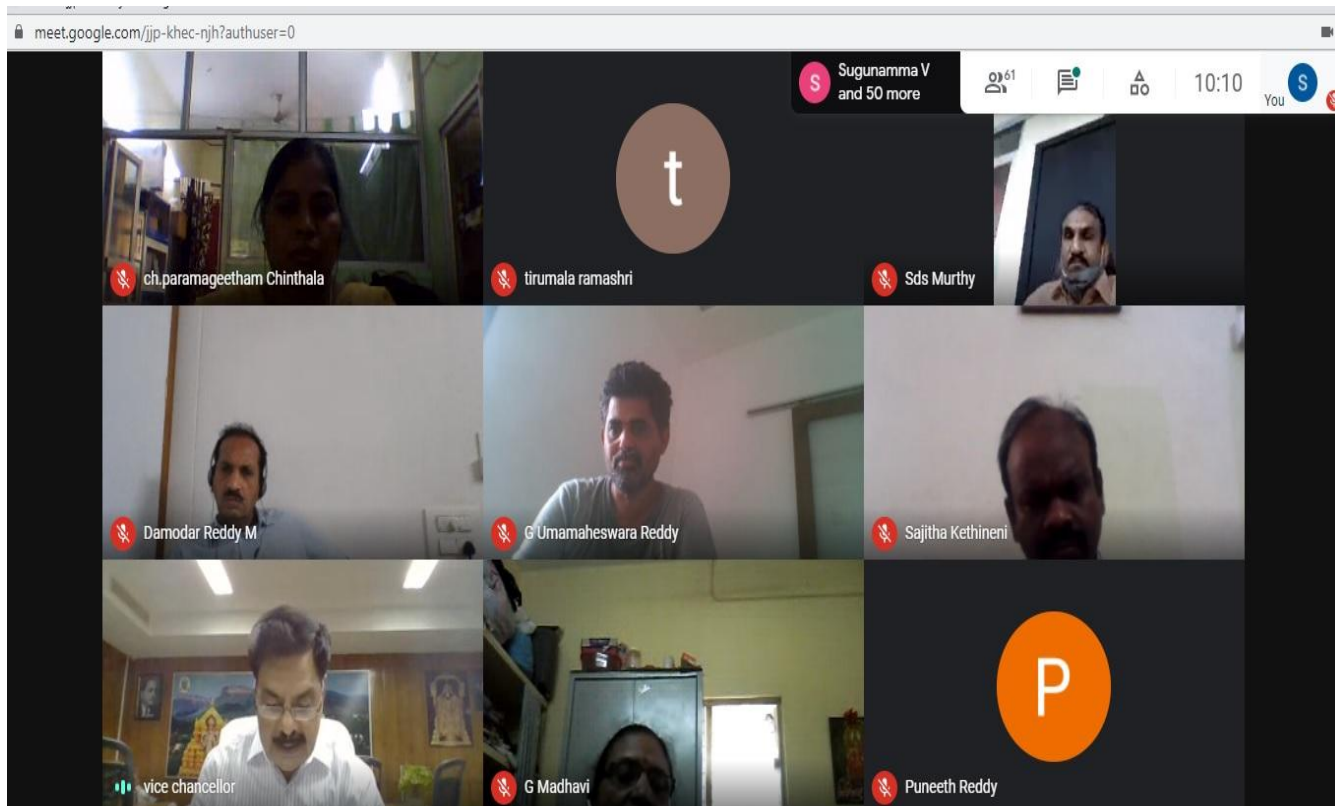 meet.google.com/jjp-khec-njh?authuser=0
S
Sugunamma V
and 50 more
61
10:10
You
S
ch.paramageetham Chinthala
t
tirumala ramashri
Sds Murthy
Damodar Reddy M
G Umamaheswara Reddy
Sajitha Kethineni
vice chancellor
G Madhavi
P
Puneeth Reddy